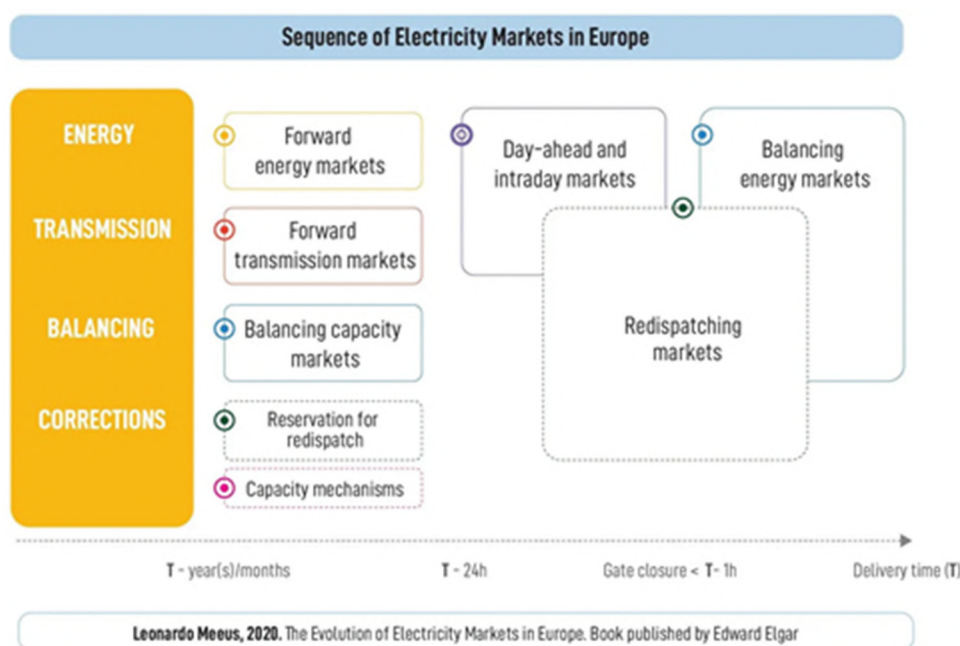 Sequence of Electricity Markets in Europe
ENERGY
TRANSMISSION
BALANCING
CORRECTIONS
Forward
energy markets
Forward
transmission markets
Balancing capacity
markets
Reservation for
redispatch
Capacity mechanisms
Day-ahead and
intraday markets
Balancing
energy markets
Redispatching
markets
T - year(s)/months
T - 24h
Gate closure < T- 1h
Delivery time (T)
Leonardo Meeus, 2020. The Evolution of Electricity Markets in Europe. Book published by Edward Elgar